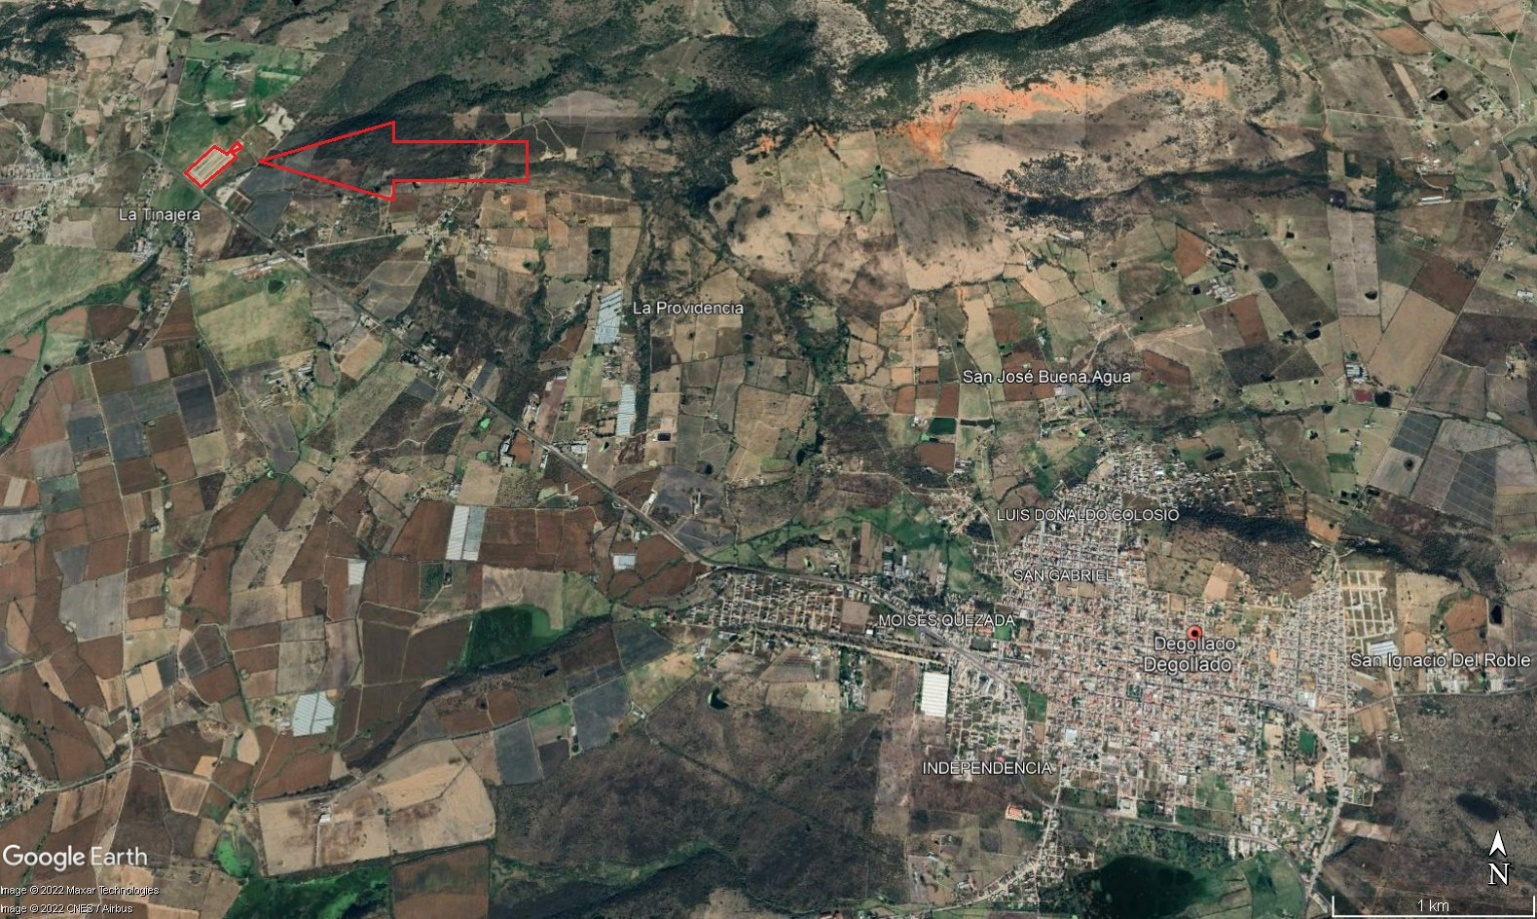 La Tinajera
La Providencia
San José Buena Agua
LUIS DONALDO COLOSIO
SAN GABRIEL
MOISES QUEZADA
Degollado
Degollado
San Ignacio Del Roble
INDEPENDENCIA
Google Earth
Image © 2022 Maxar Technologies
Image © 2022 CNES / Airbus
N
1 km